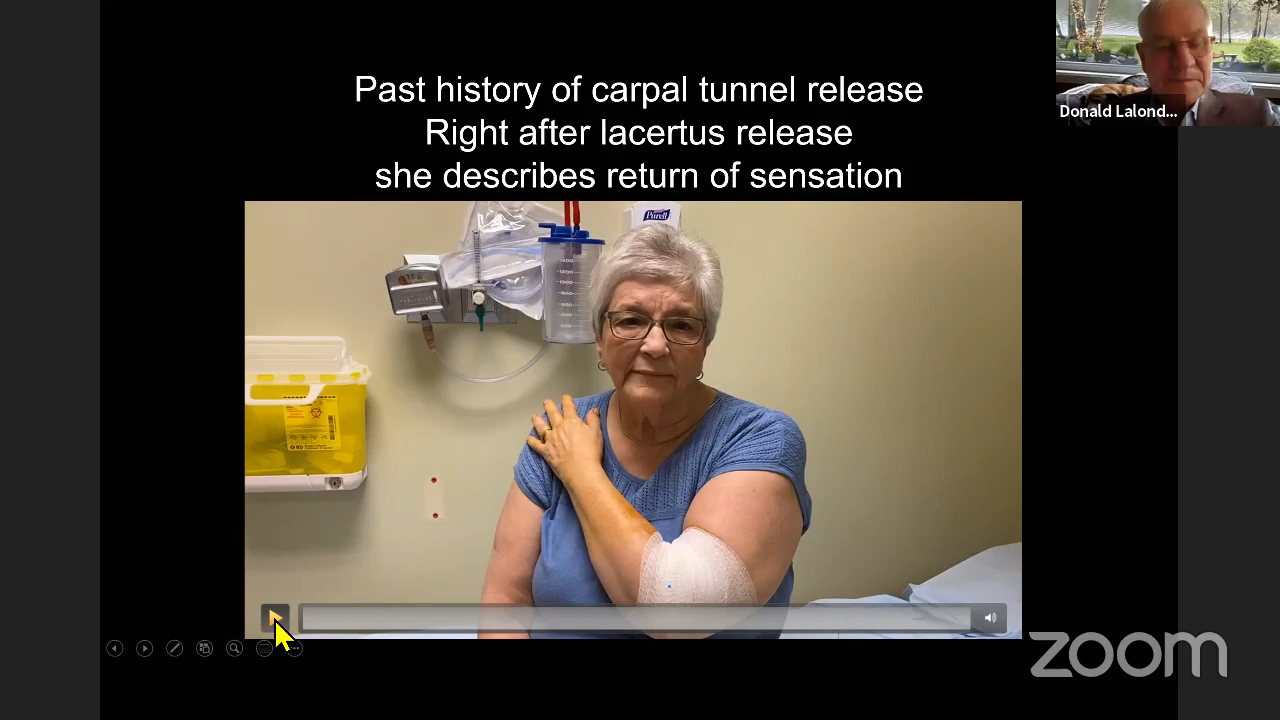 Past history of carpal tunnel release
Right after lacertus release
she describes return of sensation
Donald Lalond...
Purell
zoom